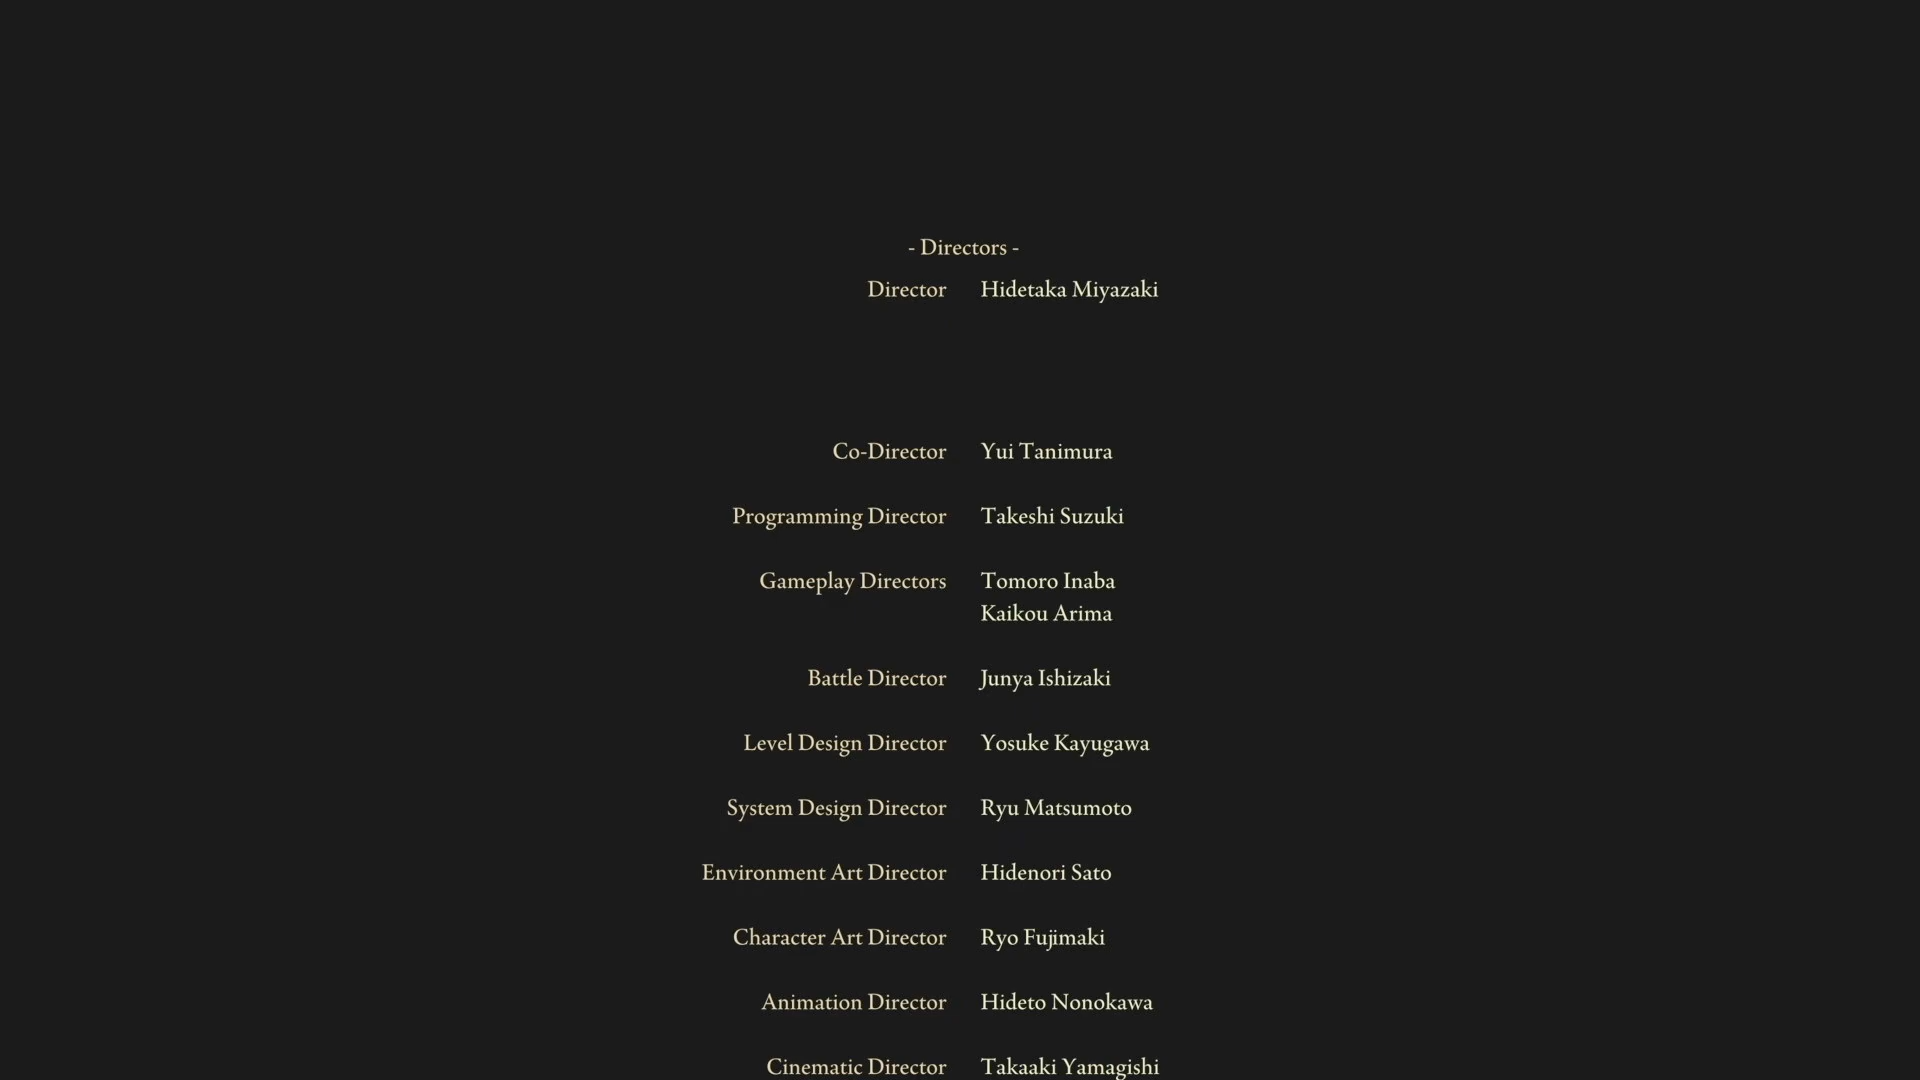 - Directors -
Director Hidetaka Miyazaki
Co-Director Yui Tanimura
Programming Director Takeshi Suzuki
Gameplay Directors Tomoro Inaba
Kaikou Arima
Battle Director Junya Ishizaki
Level Design Director Yosuke Kayugawa
System Design Director Ryu Matsumoto
Environment Art Director Hidenori Sato
Character Art Director Ryo Fujimaki
Animation Director Hideto Nonokawa
Cinematic Director Takaaki Yamagishi